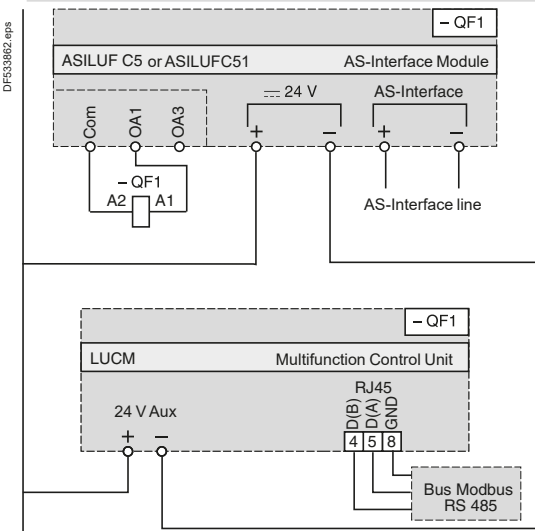 DF533862.eps
– QF1
ASILUF C5 or ASILUFC51 AS-Interface Module
24 V AS-Interface
Com OA1 OA3
+ – + –
– QF1
A2 A1
AS-Interface line
– QF1
LUCM Multifunction Control Unit
RJ45
D(B) D(A) GND
24 V Aux
+ –
4 5 8
Bus Modbus
RS 485